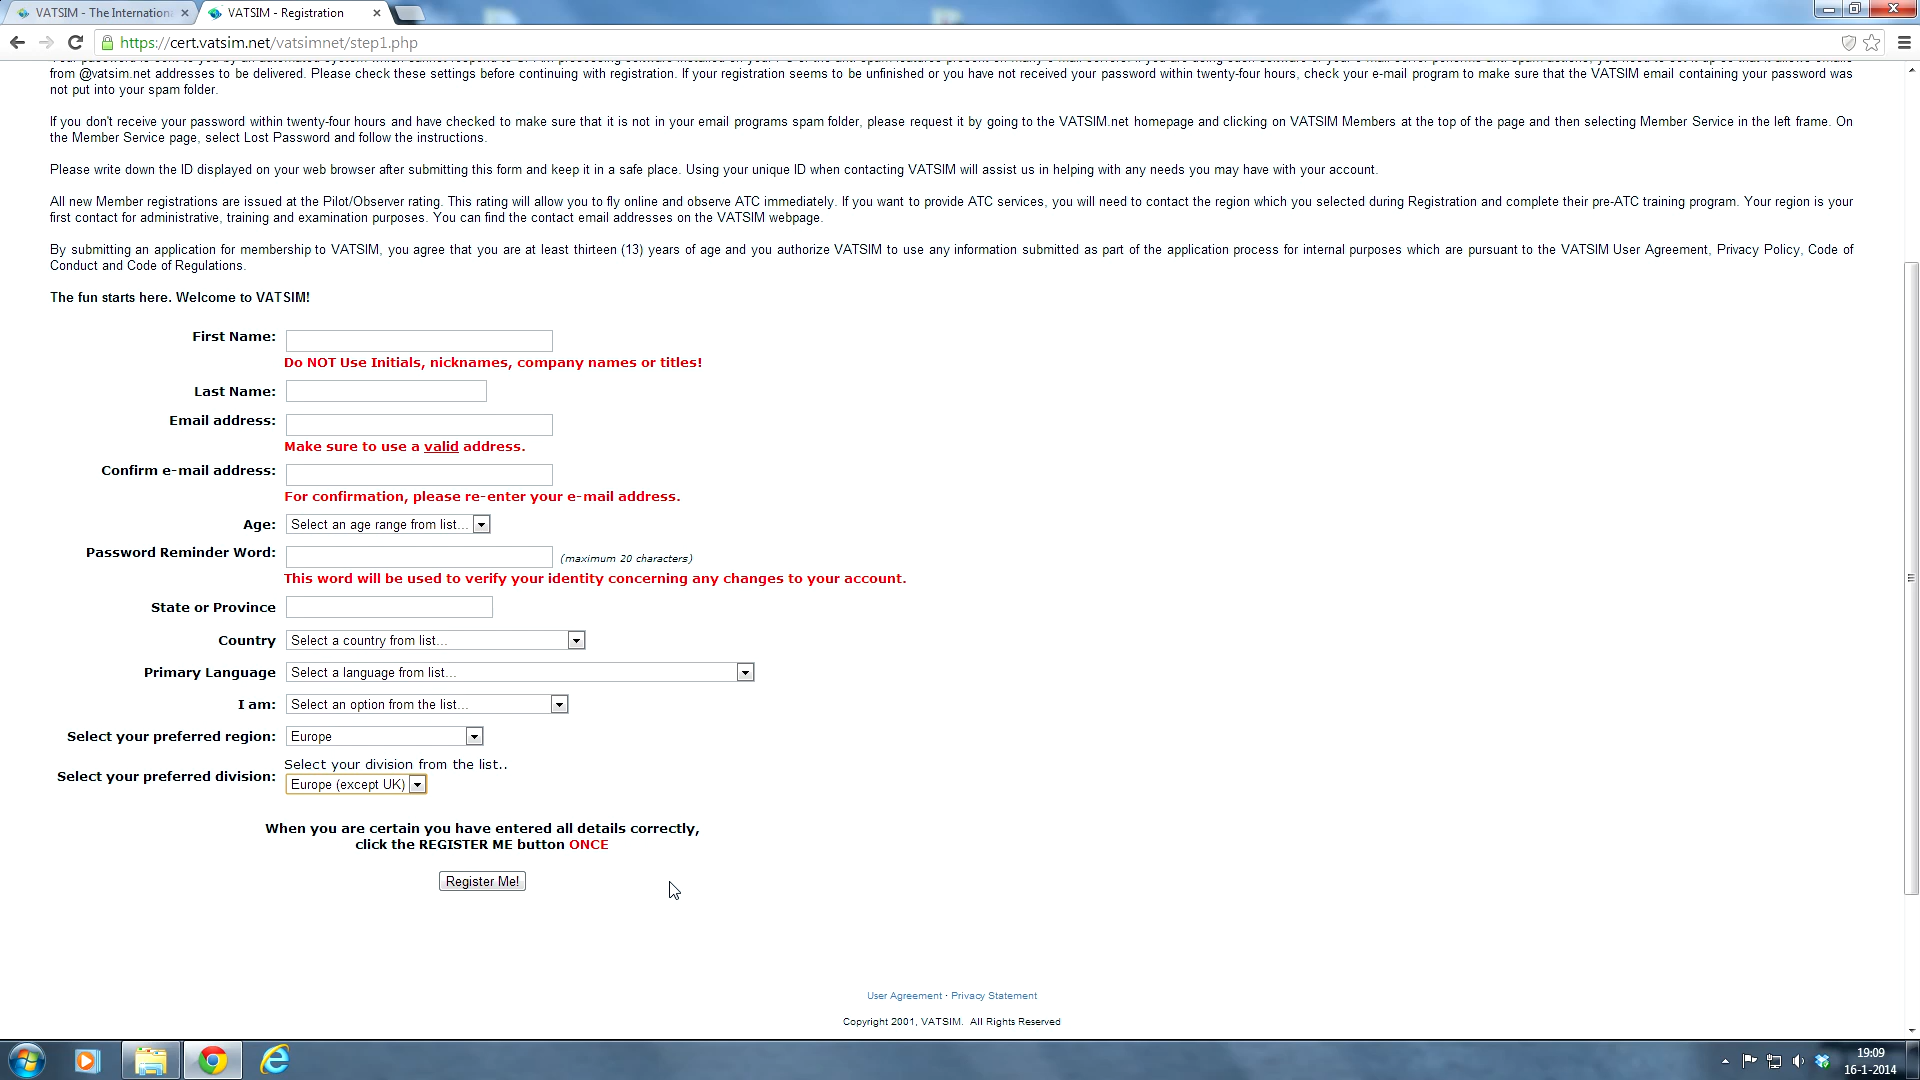 VATSIM - The Internationa
VATSIM - Registration
https://cert.vatsim.net/vatsimnet/step1.php
from @vatsim.net addresses to be delivered. Please check these settings before continuing with registration. If your registration seems to be unfinished or you have not received your password within twenty-four hours, check your e-mail program to make sure that the VATSIM email containing your password was
not put into your spam folder.
If you don't receive your password within twenty-four hours and have checked to make sure that it is not in your email programs spam folder, please request it by going to the VATSIM.net homepage and clicking on VATSIM Members at the top of the page and then selecting Member Service in the left frame. On
the Member Service page, select Lost Password and follow the instructions.
Please write down the ID displayed on your web browser after submitting this form and keep it in a safe place. Using your unique ID when contacting VATSIM will assist us in helping with any needs you may have with your account.
All new Member registrations are issued at the Pilot/Observer rating. This rating will allow you to fly online and observe ATC immediately. If you want to provide ATC services, you will need to contact the region which you selected during Registration and complete their pre-ATC training program. Your region is your
first contact for administrative, training and examination purposes. You can find the contact email addresses on the VATSIM webpage.
By submitting an application for membership to VATSIM, you agree that you are at least thirteen (13) years of age and you authorize VATSIM to use any information submitted as part of the application process for internal purposes which are pursuant to the VATSIM User Agreement, Privacy Policy, Code of
Conduct and Code of Regulations.
The fun starts here. Welcome to VATSIM!
First Name:
Do NOT Use Initials, nicknames, company names or titles!
Last Name:
Email address:
Make sure to use a valid address.
Confirm e-mail address:
For confirmation, please re-enter your e-mail address.
Age: Select an age range from list...
Password Reminder Word: (maximum 20 characters)
This word will be used to verify your identity concerning any changes to your account.
State or Province
Country Select a country from list...
Primary Language Select a language from list...
I am: Select an option from the list...
Select your preferred region: Europe
Select your division from the list..
Select your preferred division: Europe (except UK)
When you are certain you have entered all details correctly,
click the REGISTER ME button ONCE
Register Me!
User Agreement · Privacy Statement
Copyright 2001, VATSIM. All Rights Reserved
19:09
16-1-2014